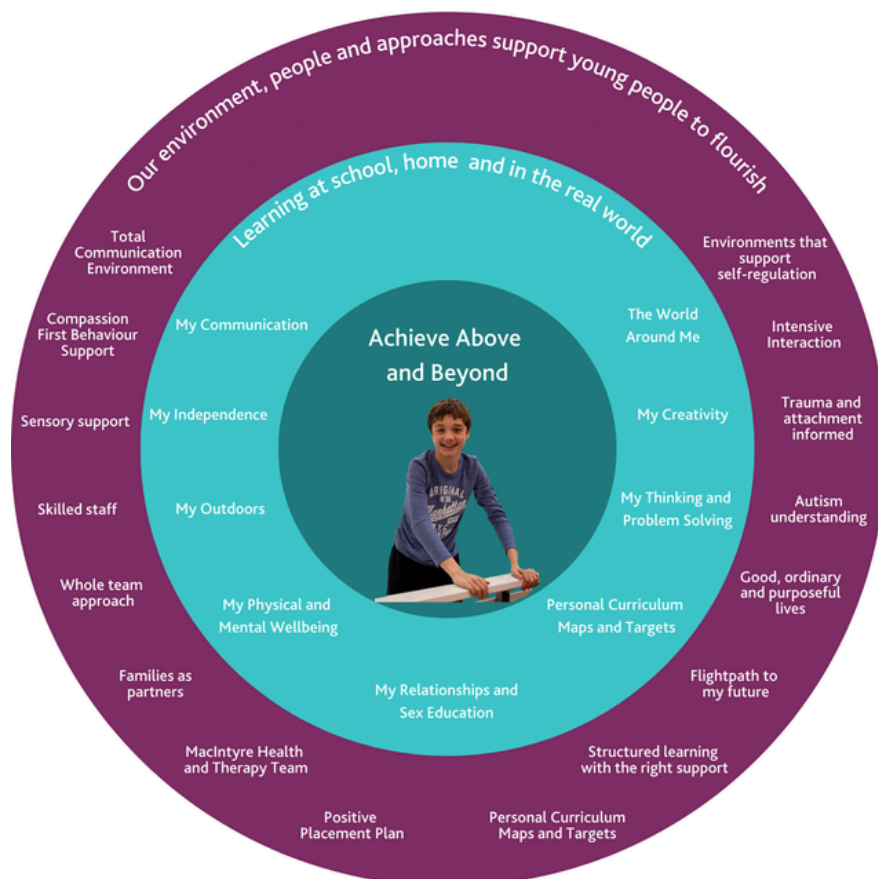 Our environment, people and approaches support young people to flourish
Learning at school, home and in the real world
Achieve Above
and Beyond
My Communication
My Independence
My Outdoors
My Physical and
Mental Wellbeing
My Relationships and
Sex Education
Personal Curriculum
Maps and Targets
My Thinking and
Problem Solving
My Creativity
The World
Around Me
Total
Communication
Environment
Compassion
First Behaviour
Support
Sensory support
Skilled staff
Whole team
approach
Families as
partners
MacIntyre Health
and Therapy Team
Positive
Placement Plan
Personal Curriculum
Maps and Targets
Structured learning
with the right support
Flightpath to
my future
Good, ordinary
and purposeful
lives
Autism
understanding
Trauma and
attachment
informed
Intensive
Interaction
Environments that
support
self-regulation
ORIGINAL
Manhattan